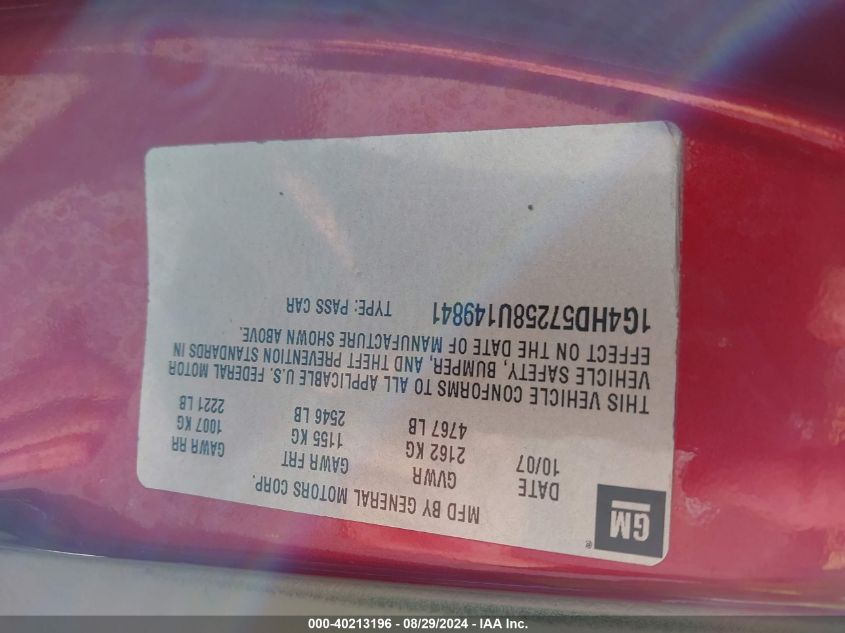 GM ®
MFD BY GENERAL MOTORS CORP.
DATE GVWR GAWR FRT GAWR RR
10/07 2162 KG 1155 KG 1007 KG
4767 LB 2546 LB 2221 LB
THIS VEHICLE CONFORMS TO ALL APPLICABLE U.S. FEDERAL MOTOR
VEHICLE SAFETY, BUMPER, AND THEFT PREVENTION STANDARDS IN
EFFECT ON THE DATE OF MANUFACTURE SHOWN ABOVE.
1G4HD57258U149841 TYPE: PASS CAR
000-40213196 - 08/29/2024 - IAA Inc.